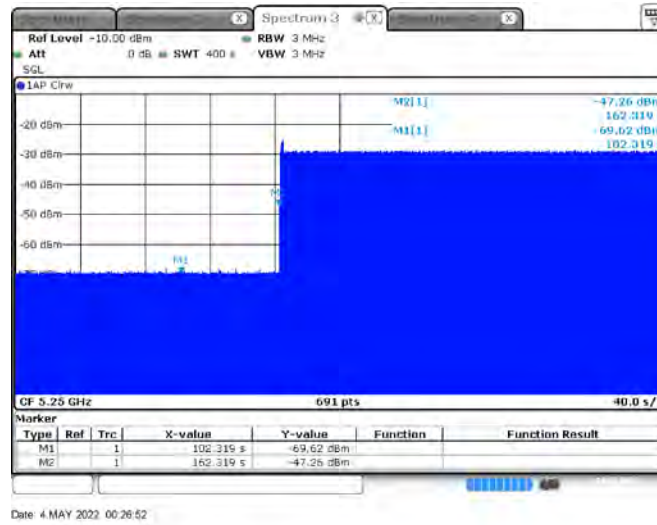 Spectrum 3
Ref Level -10.00 dBm RBW 3 MHz
Att 0 dB SWT 400 s VBW 3 MHz
SGL
1AP Clrw
M2[1] -47.26 dBm
162.319
M1[1] -69.62 dBm
102.319
-20 dBm
-30 dBm
-40 dBm
M2
-50 dBm
-60 dBm
M1
CF 5.25 GHz 691 pts 40.0 s/
Marker
Type Ref Trc X-value Y-value Function Function Result
M1 1 102.319 s -69.62 dBm
M2 1 162.319 s -47.26 dBm
Date: 4.MAY 2022 00:26:52